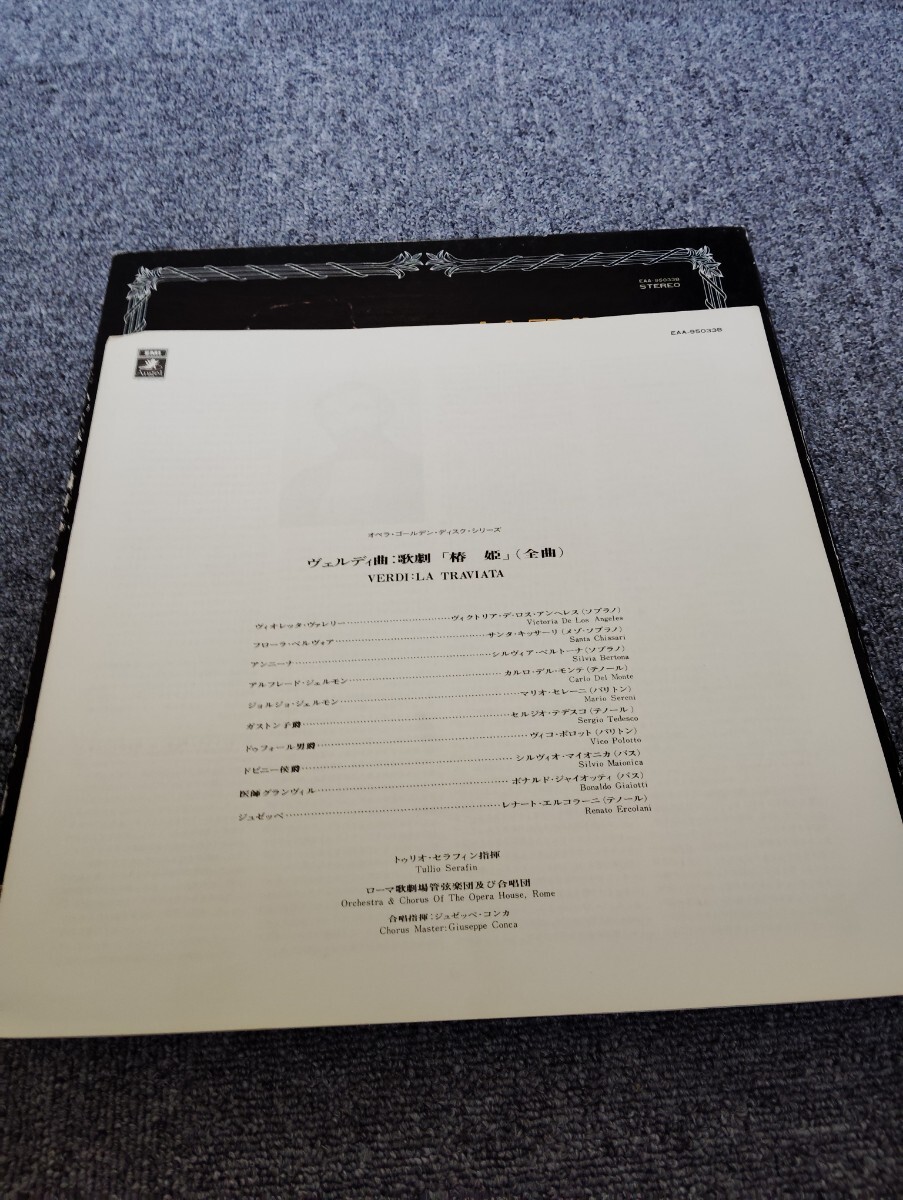 EAA-95033B
STEREO
EAA-95033B
EMI
Angel
オペラ・ゴールデン・ディスク・シリーズ
ヴェルディ曲:歌劇「椿 姫」(全曲)
VERDI:LA TRAVIATA
ヴィオレッタ・ヴァレリー……………………………ヴィクトリア・デ・ロス・アンヘレス(ソプラノ)
Victoria De Los Angeles
フローラ・ベルヴォア……………………………サンタ・キッサーリ(メゾ・ソプラノ)
Santa Chissari
アンニーナ……………………………シルヴィア・ベルトーナ(ソプラノ)
Silvia Bertona
アルフレード・ジェルモン……………………………カルロ・デル・モンテ(テノール)
Carlo Del Monte
ジョルジョ・ジェルモン……………………………マリオ・セレーニ(バリトン)
Mario Sereni
ガストン子爵……………………………セルジオ・テデスコ(テノール)
Sergio Tedesco
ドゥフォール男爵……………………………ヴィコ・ポロット(バリトン)
Vico Polotto
ドビニー侯爵……………………………シルヴィオ・マイオニカ(バス)
Silvio Maionica
医師グランヴィル……………………………ボナルド・ジャイオッティ(バス)
Bonaldo Giaiotti
ジュゼッペ……………………………レナート・エルコラーニ(テノール)
Renato Ercolani
トゥリオ・セラフィン指揮
Tullio Serafin
ローマ歌劇場管弦楽団及び合唱団
Orchestra & Chorus Of The Opera House, Rome
合唱指揮:ジュゼッペ・コンカ
Chorus Master:Giuseppe Conca